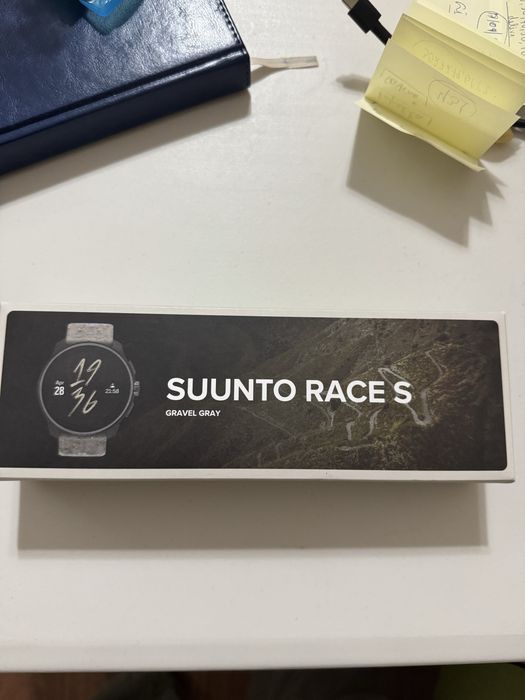 SUUNTO RACE S
GRAVEL GRAY
19
36
Apr
28
21:58